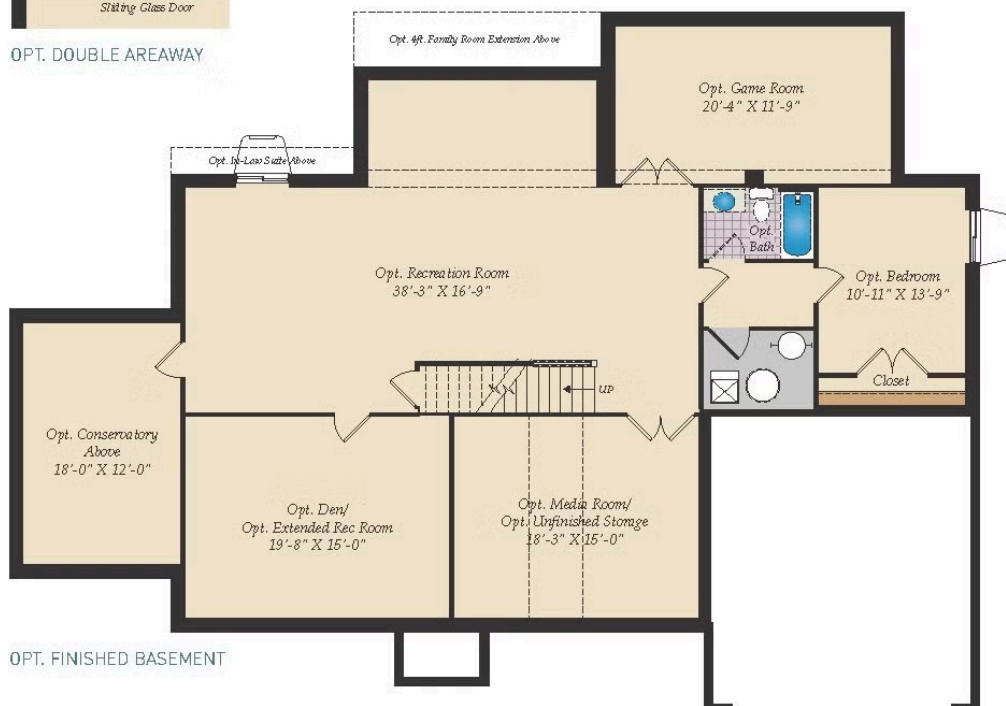 Sliding Glass Door
OPT. DOUBLE AREAWAY
Opt. 4ft. Family Room Extension Above
Opt. Game Room
20'-4" X 11'-9"
Opt. In-Law Suite Above
Opt.
Bath
Opt. Recreation Room
38'-3" X 16'-9"
Opt. Bedroom
10'-11" X 13'-9"
Closet
UP
Opt. Conservatory
Above
18'-0" X 12'-0"
Opt. Den/
Opt. Extended Rec Room
19'-8" X 15'-0"
Opt. Media Room/
Opt. Unfinished Storage
18'-3" X 15'-0"
OPT. FINISHED BASEMENT